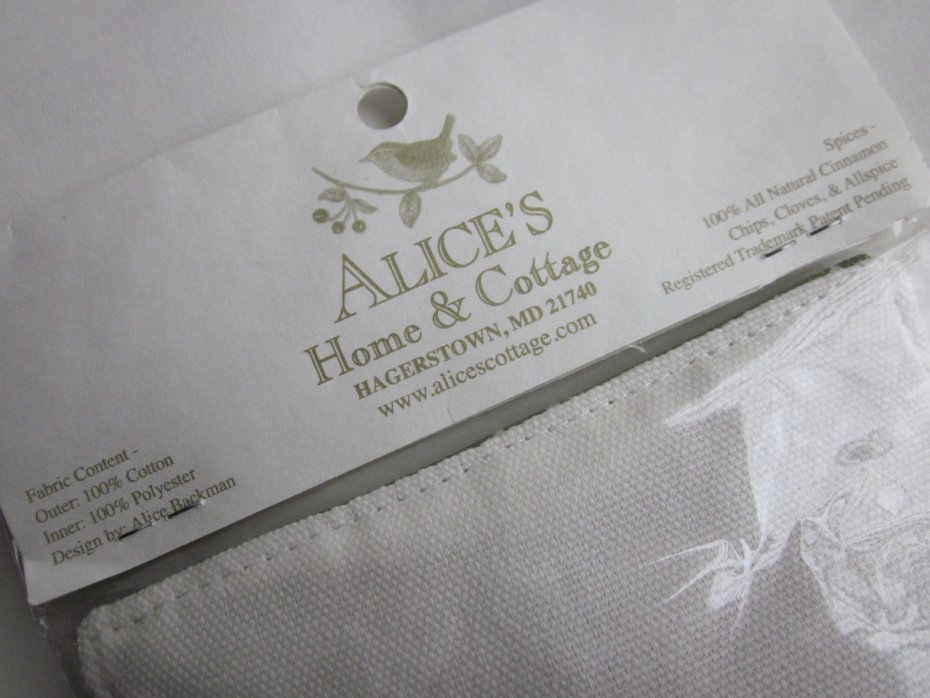 ALICE'S
Home & Cottage
HAGERSTOWN, MD 21740
www.alicescottage.com
Spices -
100% All Natural Cinnamon
Chips, Cloves, & Allspice
Registered Trademark Patent Pending
Fabric Content -
Outer: 100% Cotton
Inner: 100% Polyester
Design by: Alice Backman